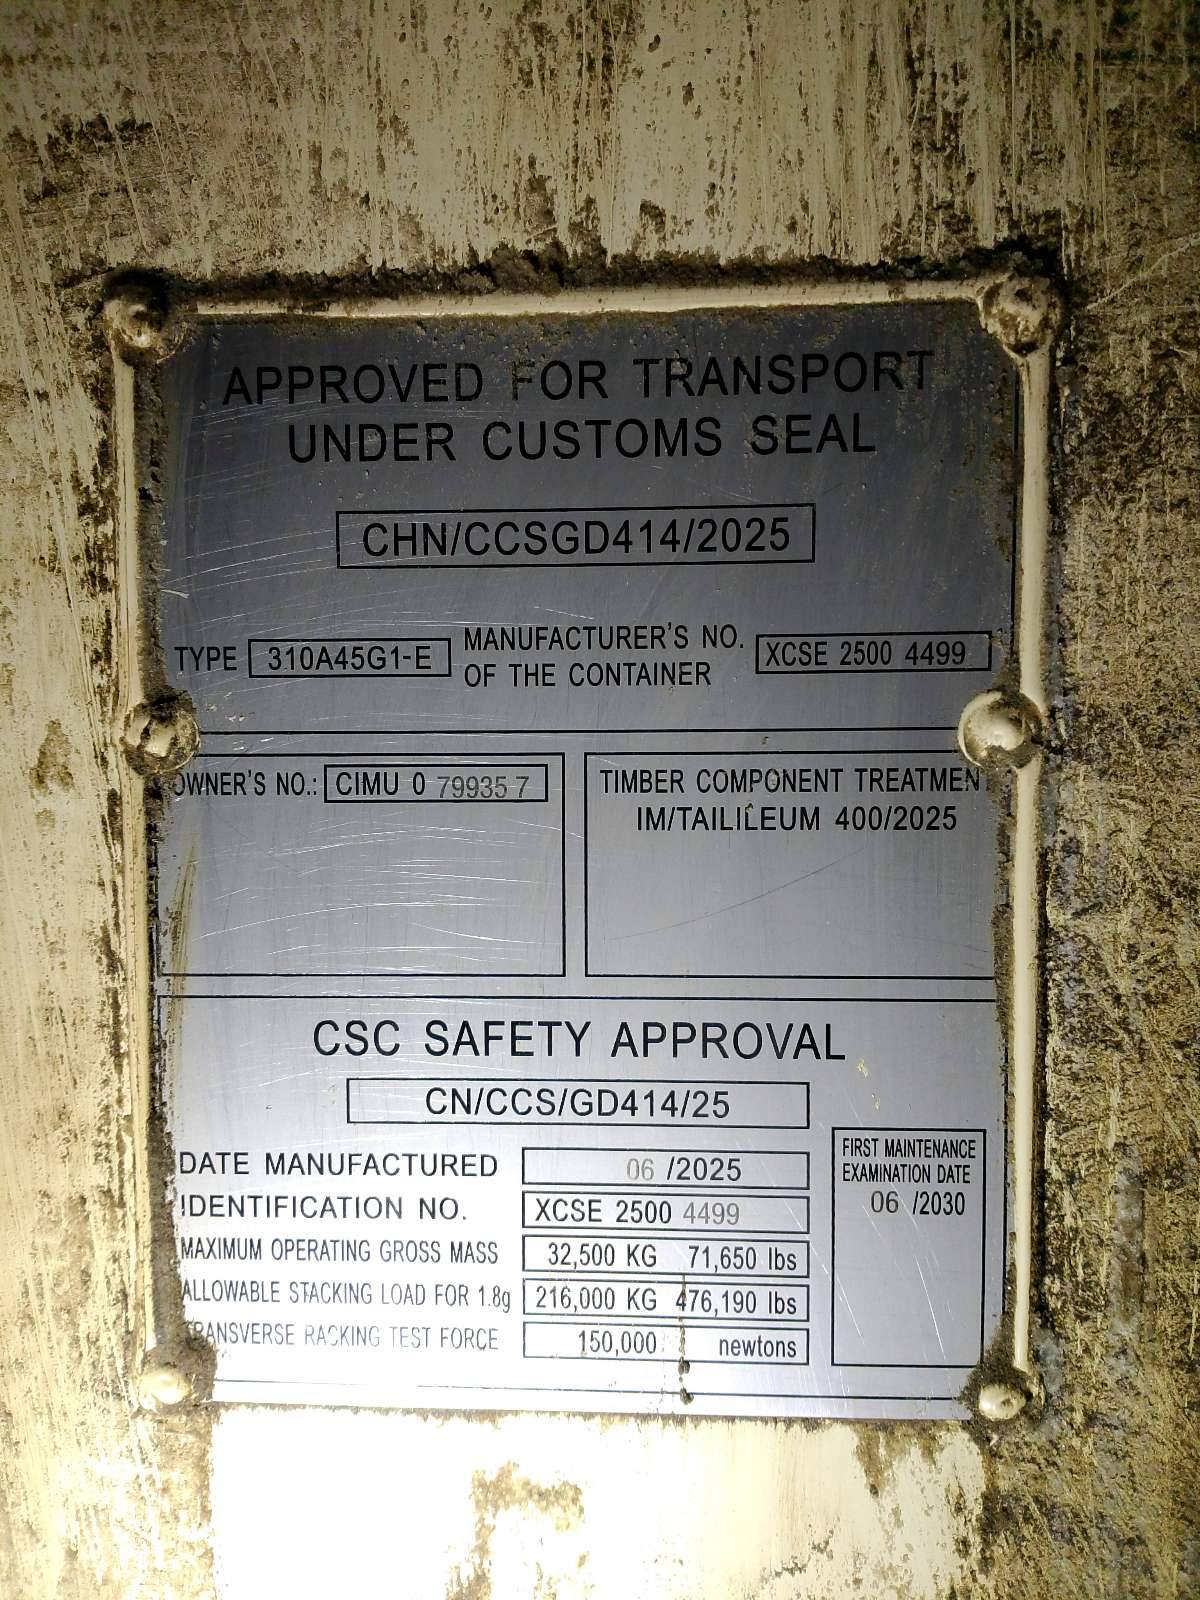 APPROVED FOR TRANSPORT
UNDER CUSTOMS SEAL
CHN/CCSGD414/2025
TYPE 310A45G1-E MANUFACTURER'S NO. OF THE CONTAINER XCSE 2500 4499
OWNER'S NO.: CIMU 0 79935 7
TIMBER COMPONENT TREATMEN
IM/TAILILEUM 400/2025
CSC SAFETY APPROVAL
CN/CCS/GD414/25
DATE MANUFACTURED 06 /2025
IDENTIFICATION NO. XCSE 2500 4499
MAXIMUM OPERATING GROSS MASS 32,500 KG 71,650 lbs
ALLOWABLE STACKING LOAD FOR 1.8g 216,000 KG 476,190 lbs
TRANSVERSE RACKING TEST FORCE 150,000 newtons
FIRST MAINTENANCE
EXAMINATION DATE
06 /2030